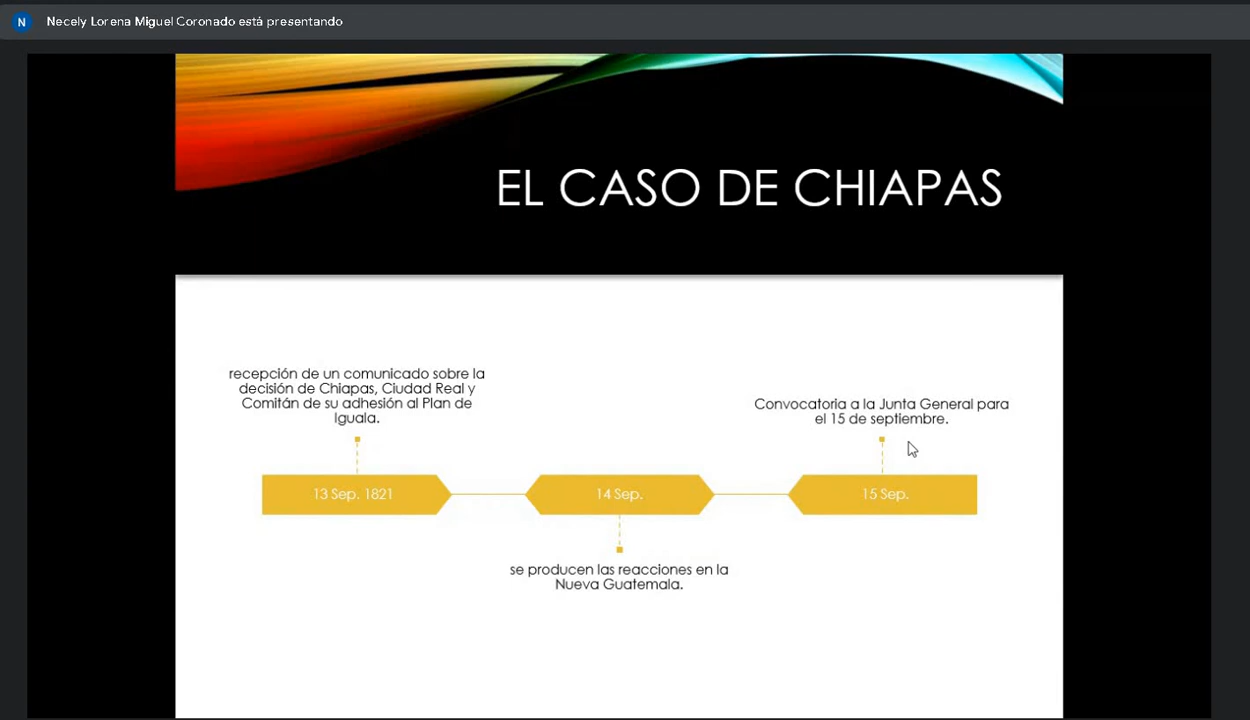 N Necely Lorena Miguel Coronado está presentando
EL CASO DE CHIAPAS
recepción de un comunicado sobre la
decisión de Chiapas, Ciudad Real y
Comitán de su adhesión al Plan de
Iguala.
Convocatoria a la Junta General para
el 15 de septiembre.
13 Sep. 1821
14 Sep.
15 Sep.
se producen las reacciones en la
Nueva Guatemala.